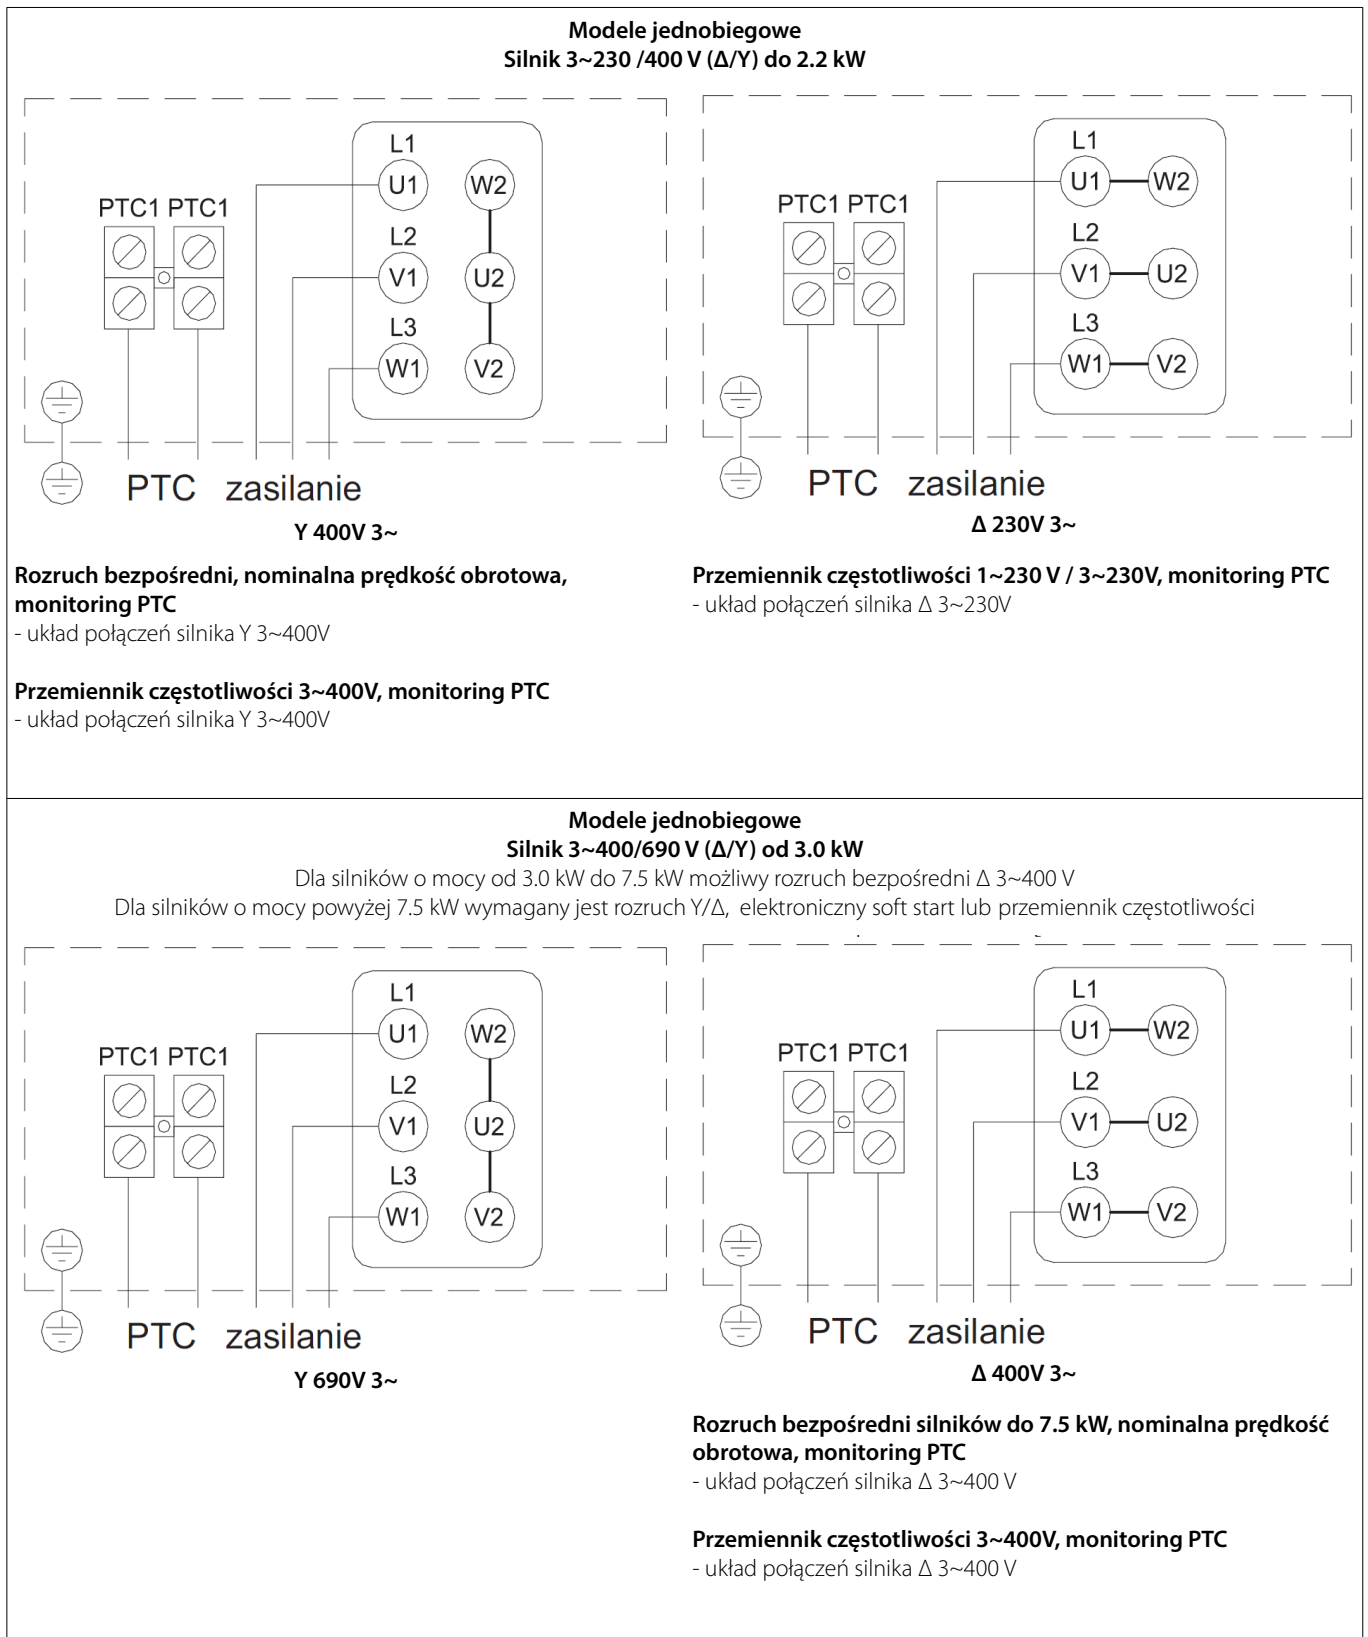 Modele jednobiegowe
Silnik 3~230 /400 V (Δ/Y) do 2.2 kW
L1
U1 W2
PTC1 PTC1
L2
V1 U2
L3
W1 V2
PTC zasilanie
Y 400V 3~
Rozruch bezpośredni, nominalna prędkość obrotowa,
monitoring PTC
- układ połączeń silnika Y 3~400V
Przemiennik częstotliwości 3~400V, monitoring PTC
- układ połączeń silnika Y 3~400V
L1
U1 W2
PTC1 PTC1
L2
V1 U2
L3
W1 V2
PTC zasilanie
Δ 230V 3~
Przemiennik częstotliwości 1~230 V / 3~230V, monitoring PTC
- układ połączeń silnika Δ 3~230V
Modele jednobiegowe
Silnik 3~400/690 V (Δ/Y) od 3.0 kW
Dla silników o mocy od 3.0 kW do 7.5 kW możliwy rozruch bezpośredni Δ 3~400 V
Dla silników o mocy powyżej 7.5 kW wymagany jest rozruch Y/Δ, elektroniczny soft start lub przemiennik częstotliwości
L1
U1 W2
PTC1 PTC1
L2
V1 U2
L3
W1 V2
PTC zasilanie
Y 690V 3~
L1
U1 W2
PTC1 PTC1
L2
V1 U2
L3
W1 V2
PTC zasilanie
Δ 400V 3~
Rozruch bezpośredni silników do 7.5 kW, nominalna prędkość
obrotowa, monitoring PTC
- układ połączeń silnika Δ 3~400 V
Przemiennik częstotliwości 3~400V, monitoring PTC
- układ połączeń silnika Δ 3~400 V